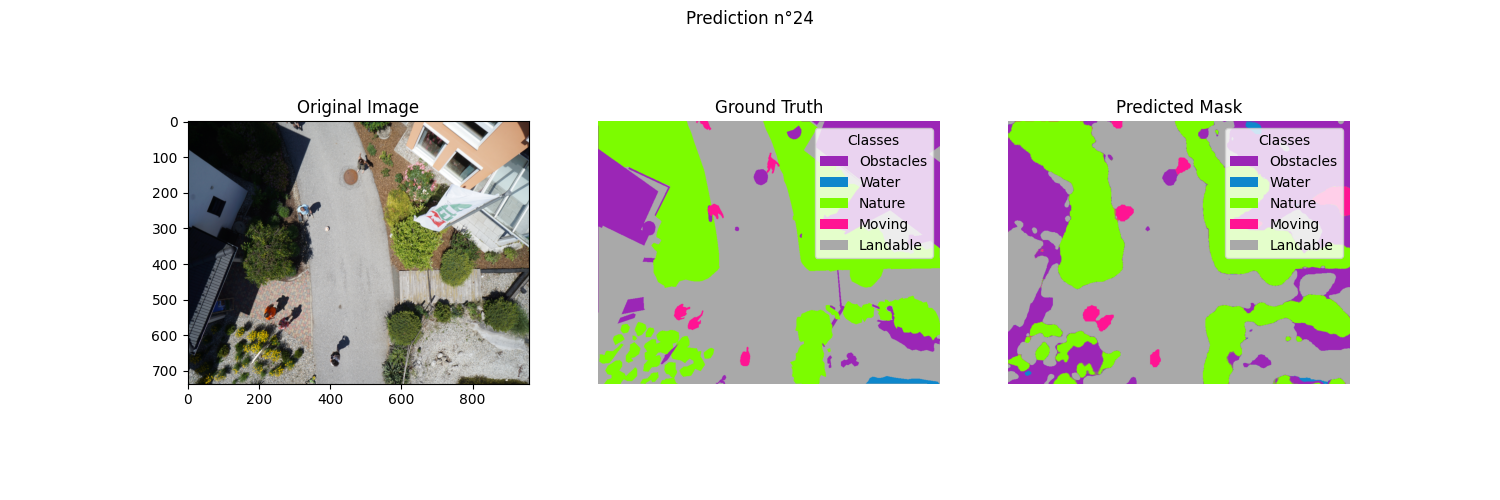 Prediction n°24
Original Image
Ground Truth
Predicted Mask
0
100
200
300
400
500
600
700
0
200
400
600
800
Classes
Obstacles
Water
Nature
Moving
Landable
Classes
Obstacles
Water
Nature
Moving
Landable